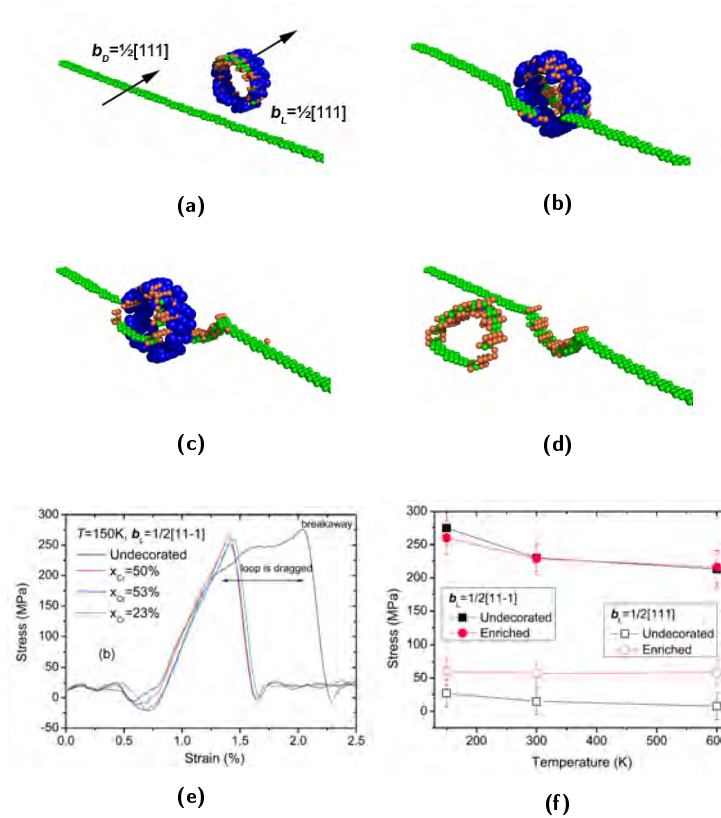 b_D=½[111]
b_L=½[111]
(a)
(b)
(c)
(d)
300
250
200
150
100
50
0
-50
Stress (MPa)
T=150K, b_L=1/2[11-1]
Undecorated
x_Cr=50%
x_Cr=53%
x_Cr=23%
breakaway
loop is dragged
(b)
0.0
0.5
1.0
1.5
2.0
2.5
Strain (%)
(e)
300
250
200
150
100
50
0
Stress (MPa)
b_L=1/2[11-1]
Undecorated
Enriched
b_L=1/2[111]
Undecorated
Enriched
200
300
400
500
600
Temperature (K)
(f)